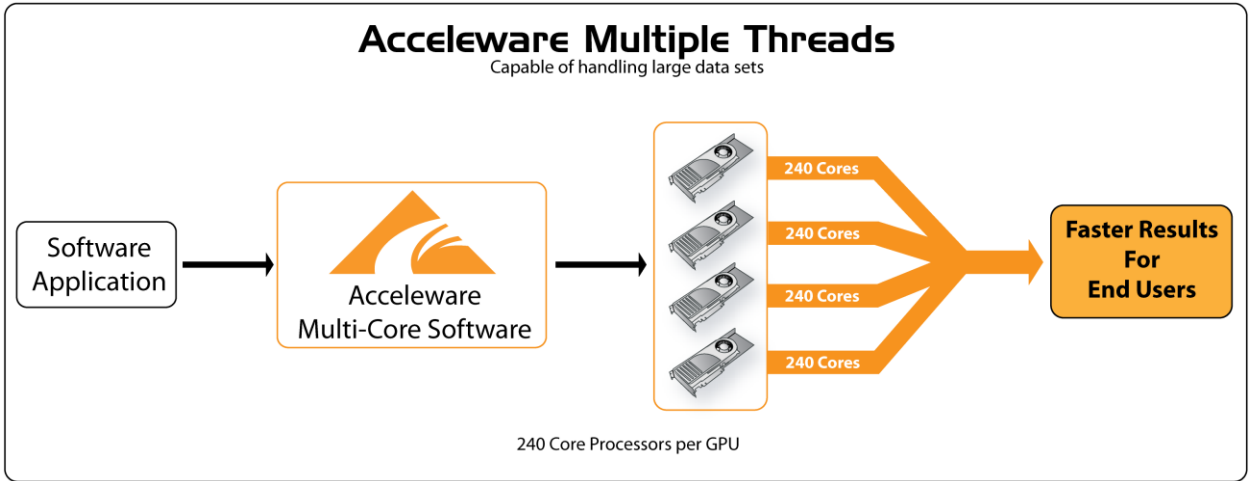 Acceleware Multiple Threads
Capable of handling large data sets
Software
Application
Acceleware
Multi-Core Software
240 Cores
240 Cores
240 Cores
240 Cores
Faster Results
For
End Users
240 Core Processors per GPU